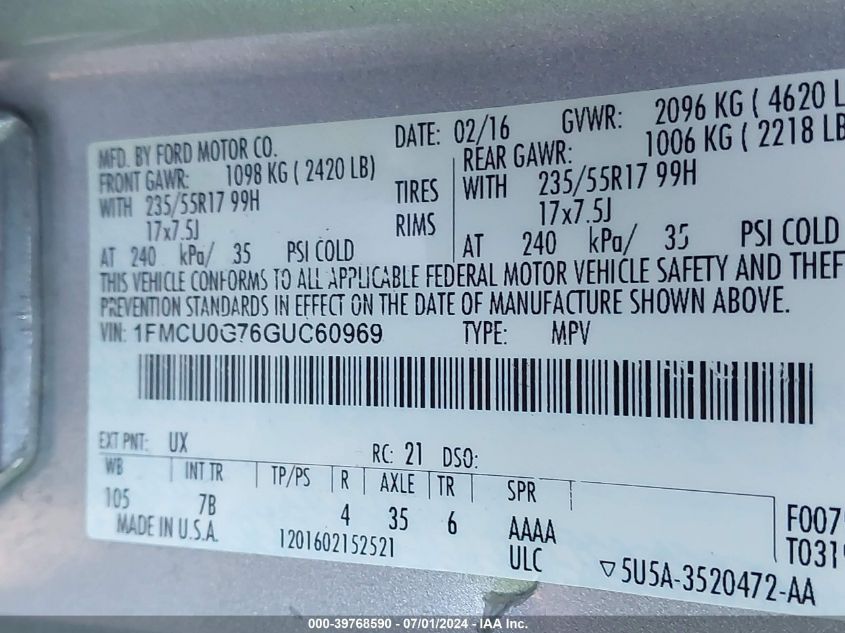 MFD. BY FORD MOTOR CO. DATE: 02/16 GVWR: 2096 KG ( 4620 L
FRONT GAWR: 1098 KG ( 2420 LB) REAR GAWR: 1006 KG ( 2218 LB
WITH 235/55R17 99H TIRES WITH 235/55R17 99H
17x7.5J RIMS 17x7.5J
AT 240 kPa/ 35 PSI COLD AT 240 kPa/ 35 PSI COLD
THIS VEHICLE CONFORMS TO ALL APPLICABLE FEDERAL MOTOR VEHICLE SAFETY AND THEF
PREVENTION STANDARDS IN EFFECT ON THE DATE OF MANUFACTURE SHOWN ABOVE.
VIN: 1FMCU0G76GUC60969 TYPE: MPV
EXT PNT: UX RC: 21 DSO:
WB INT TR TP/PS R AXLE TR SPR
105 7B 4 35 6 AAAA F007
MADE IN U.S.A. 1201602152521 ULC T031
▽5U5A-3520472-AA
000-39768590 - 07/01/2024 - IAA Inc.